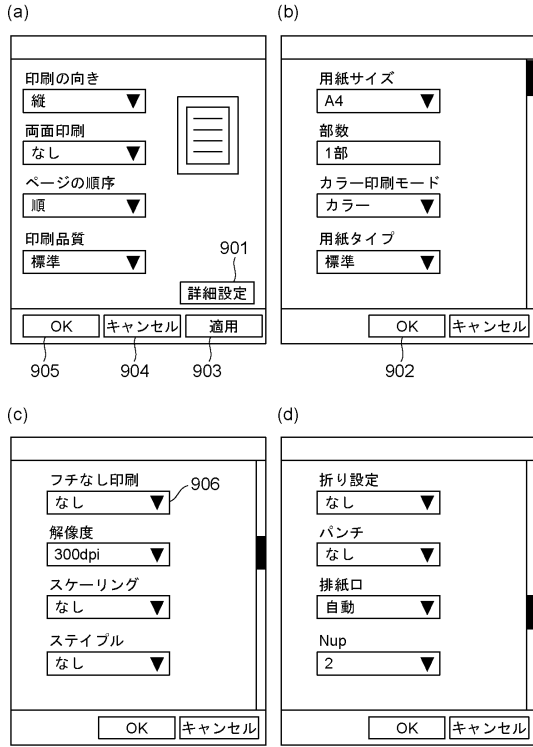 (a)
印刷の向き
縦
両面印刷
なし
ページの順序
順
印刷品質
標準
901
詳細設定
OK
キャンセル
適用
905
904
903
(b)
用紙サイズ
A4
部数
1部
カラー印刷モード
カラー
用紙タイプ
標準
OK
キャンセル
902
(c)
フチなし印刷
なし
906
解像度
300dpi
スケーリング
なし
ステイプル
なし
OK
キャンセル
(d)
折り設定
なし
パンチ
なし
排紙口
自動
Nup
2
OK
キャンセル